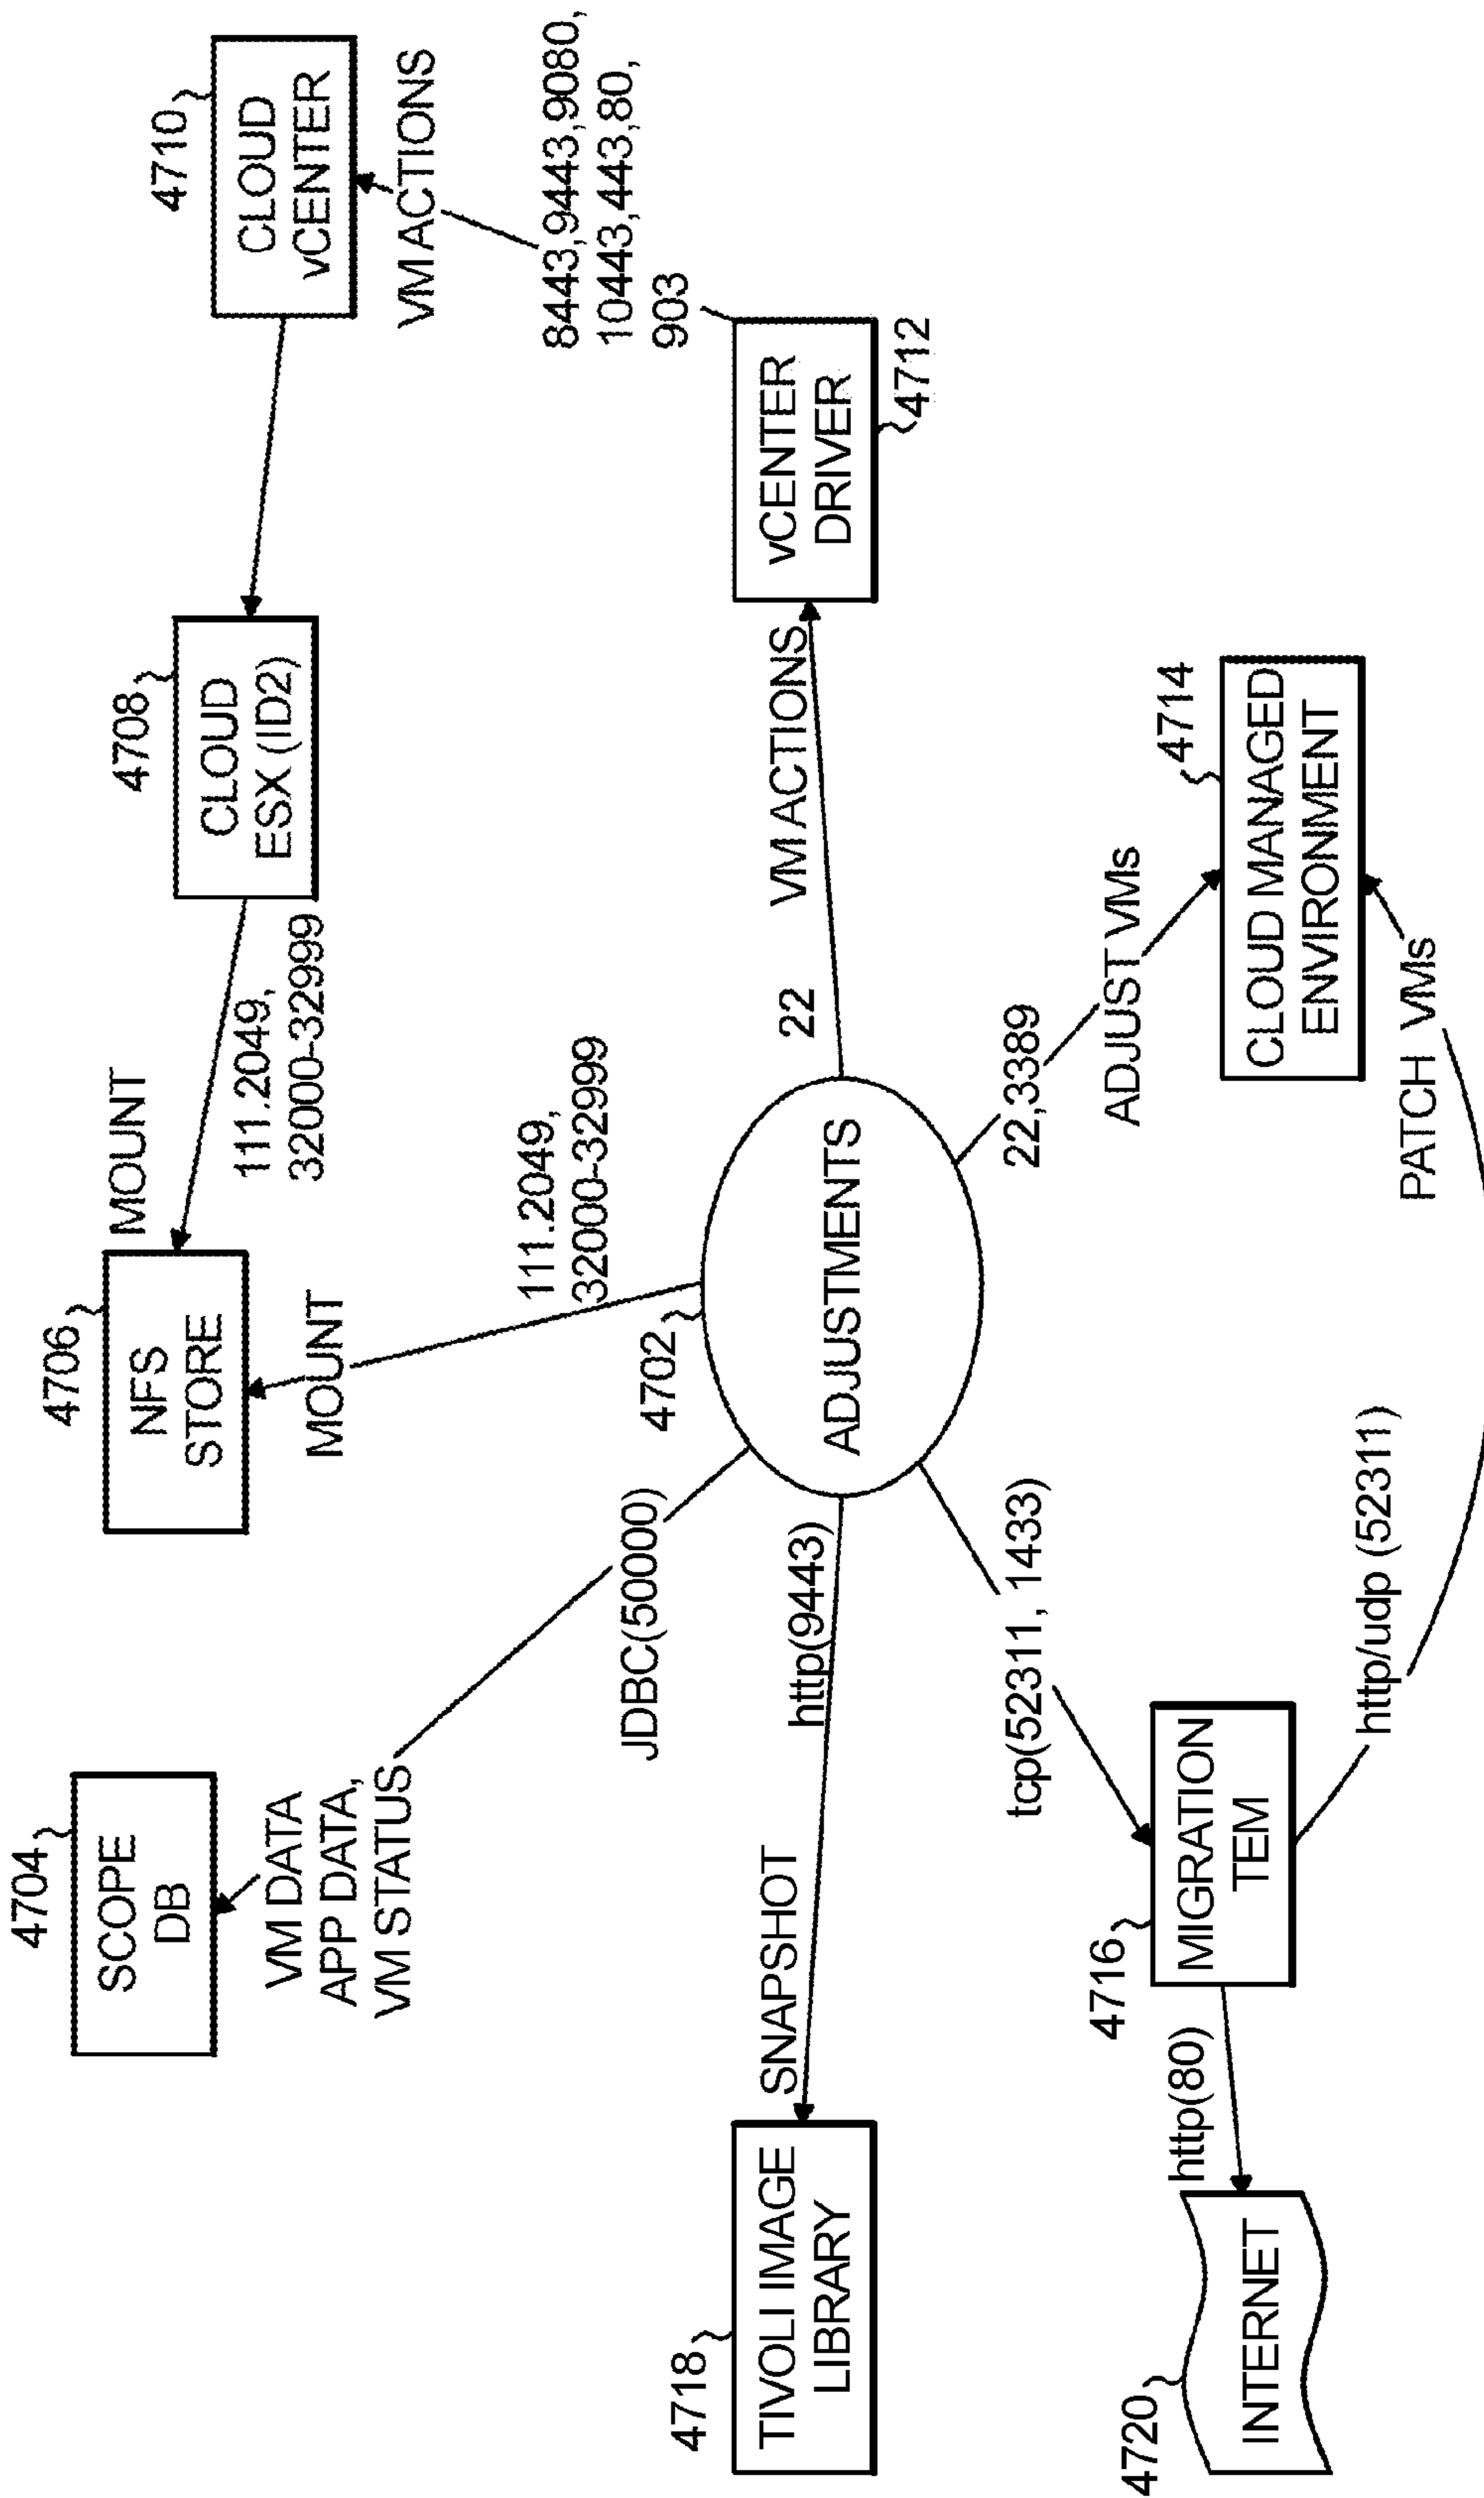 4704
SCOPE
DB
VM DATA
APP DATA,
VM STATUS
JDBC(50000)
4706
NFS
STORE
MOUNT
MOUNT
111.2049,
32000-32999
111.2049,
32000-32999
4708
CLOUD
ESX (ID2)
4710
CLOUD
vCENTER
VM ACTIONS
8443,9443,9080,
10443,443,80,
903
4718
TIVOLI IMAGE
LIBRARY
SNAPSHOT
http(9443)
4702
ADJUSTMENTS
22
VM ACTIONS
vCENTER
DRIVER
4712
4720
INTERNET
http(80)
4716
MIGRATION
TEM
tcp(52311, 1433)
http/udp (52311)
22,3389
ADJUST VMs
4714
CLOUD MANAGED
ENVIRONMENT
PATCH VMs